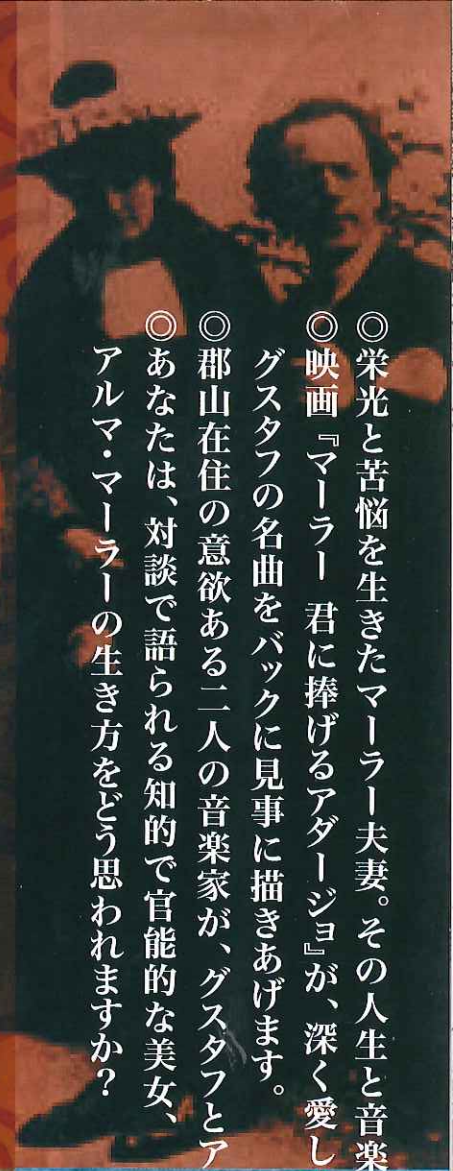 ◎栄光と苦悩を生きたマーラー夫妻。その人生と音楽
◎映画『マーラー 君に捧げるアダージョ』が、深く愛し
グスタフの名曲をバックに見事に描きあげます。
◎郡山在住の意欲ある二人の音楽家が、グスタフとア
◎あなたは、対談で語られる知的で官能的な美女、
アルマ・マーラーの生き方をどう思われますか？